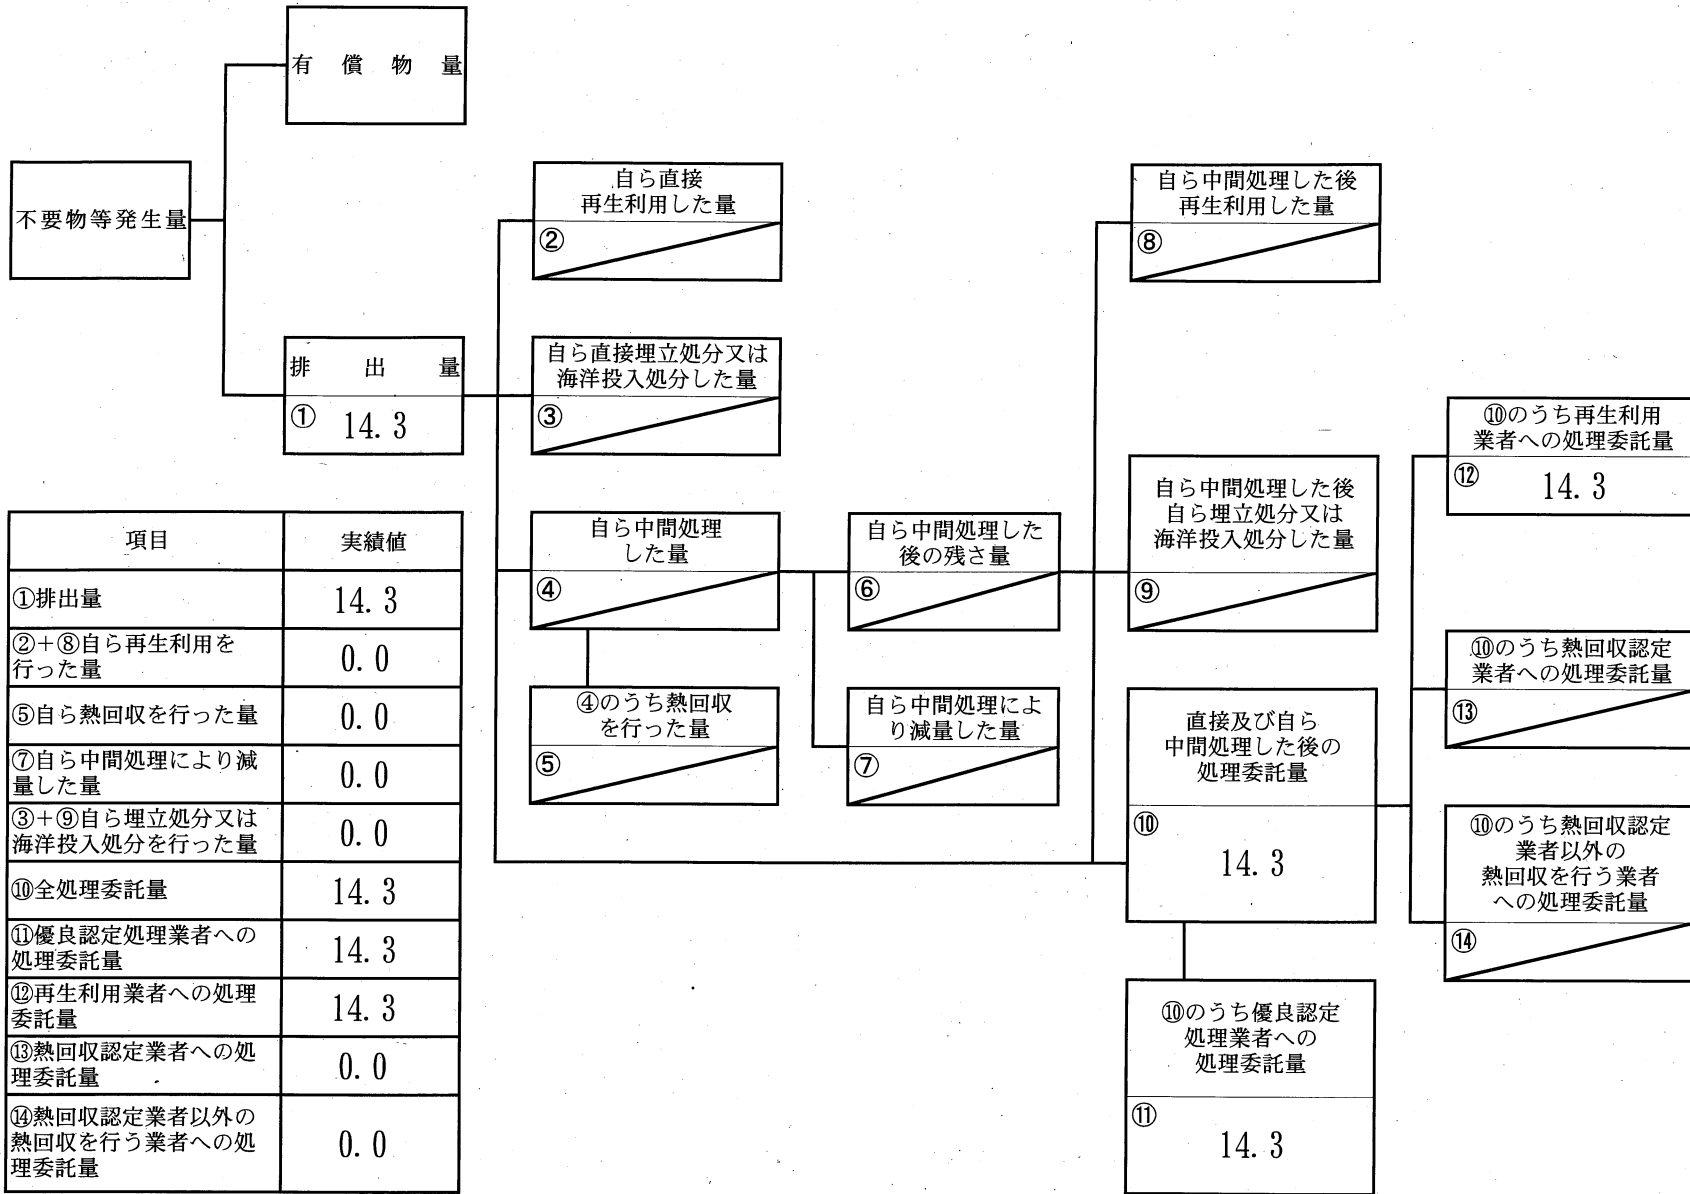 有償物量
不要物等発生量
排出量
① 14.3
自ら直接
再生利用した量
②
自ら直接埋立処分又は
海洋投入処分した量
③
自ら中間処理
した量
④
④のうち熱回収
を行った量
⑤
自ら中間処理した
後の残さ量
⑥
自ら中間処理によ
り減量した量
⑦
自ら中間処理した後
再生利用した量
⑧
自ら中間処理した後
自ら埋立処分又は
海洋投入処分した量
⑨
直接及び自ら
中間処理した後の
処理委託量
⑩
14.3
⑩のうち優良認定
処理業者への
処理委託量
⑪
14.3
⑩のうち再生利用
業者への処理委託量
⑫ 14.3
⑩のうち熱回収認定
業者への処理委託量
⑬
⑩のうち熱回収認定
業者以外の
熱回収を行う業者
への処理委託量
⑭
項目 実績値
①排出量 14.3
②+⑧自ら再生利用を
行った量 0.0
⑤自ら熱回収を行った量 0.0
⑦自ら中間処理により減
量した量 0.0
③+⑨自ら埋立処分又は
海洋投入処分を行った量 0.0
⑩全処理委託量 14.3
⑪優良認定処理業者への
処理委託量 14.3
⑫再生利用業者への処理
委託量 14.3
⑬熱回収認定業者への処
理委託量 0.0
⑭熱回収認定業者以外の
熱回収を行う業者への処
理委託量 0.0